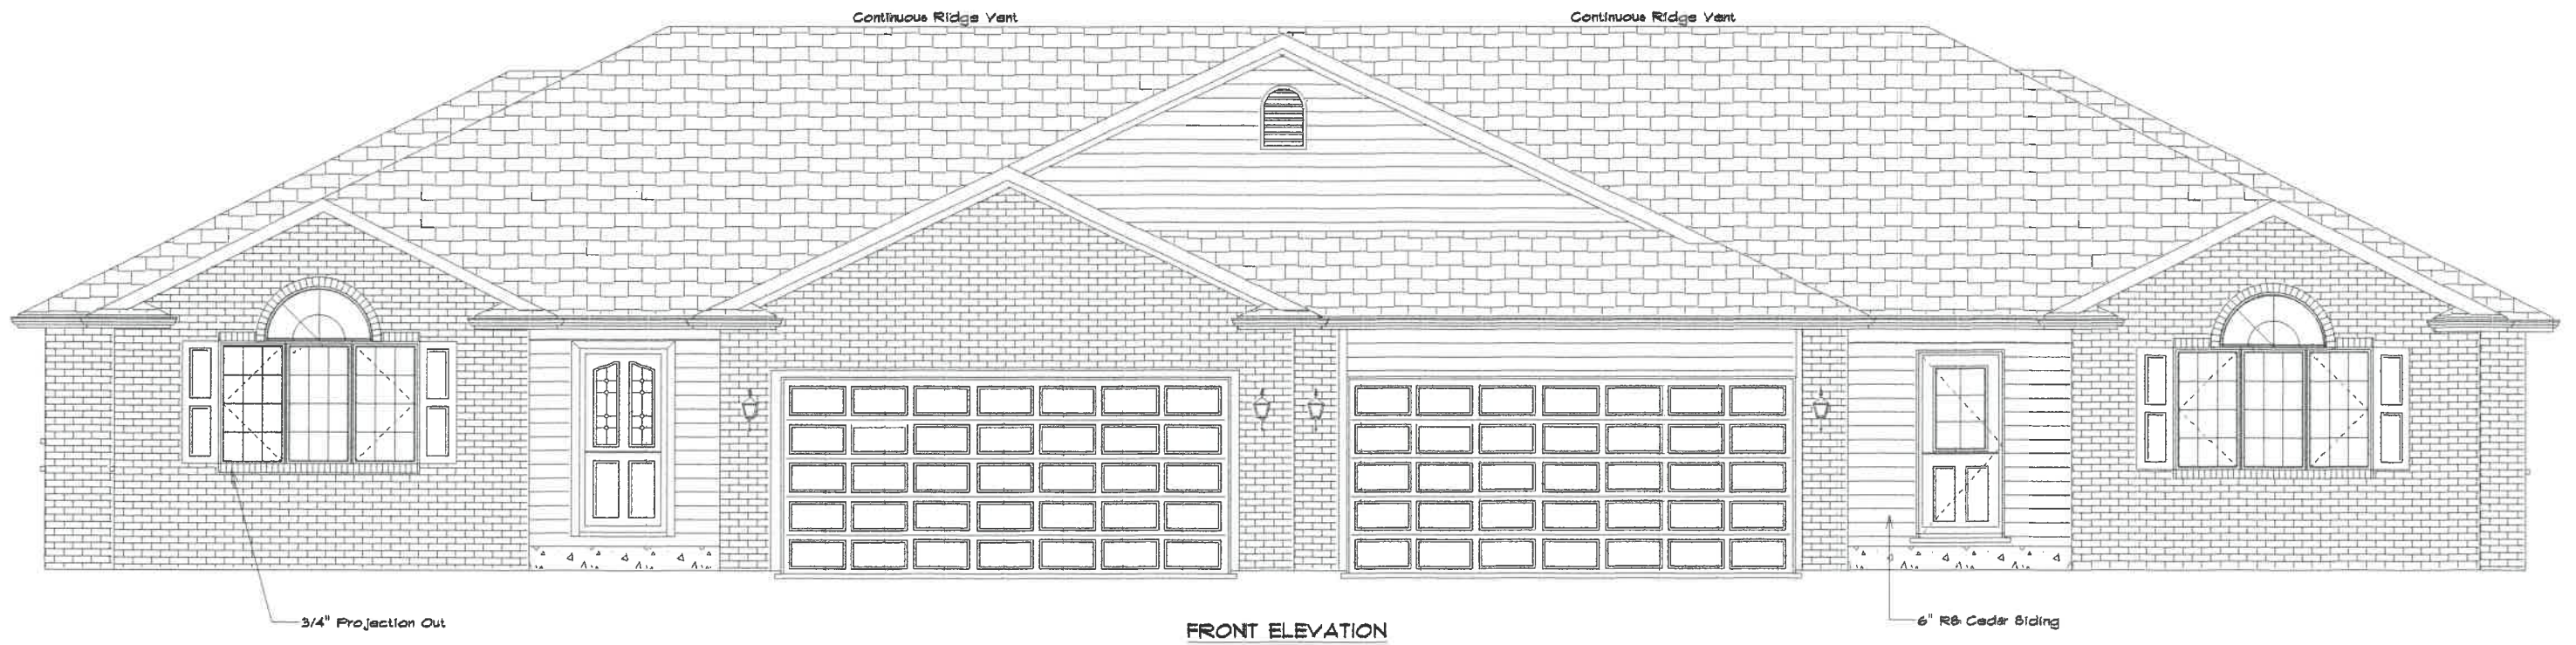 Continuous Ridge Vent
Continuous Ridge Vent
3/4" Projection Out
FRONT ELEVATION
6" RS Cedar Siding